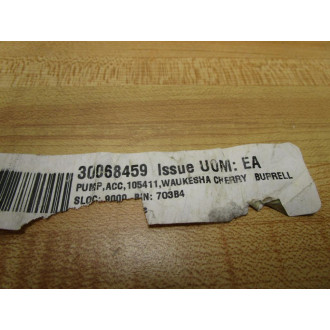 30068459 Issue UOM: EA
PUMP,ACC,105411,WAUKESHA CHERRY BURRELL
SLOC: 9000 BIN: 70384